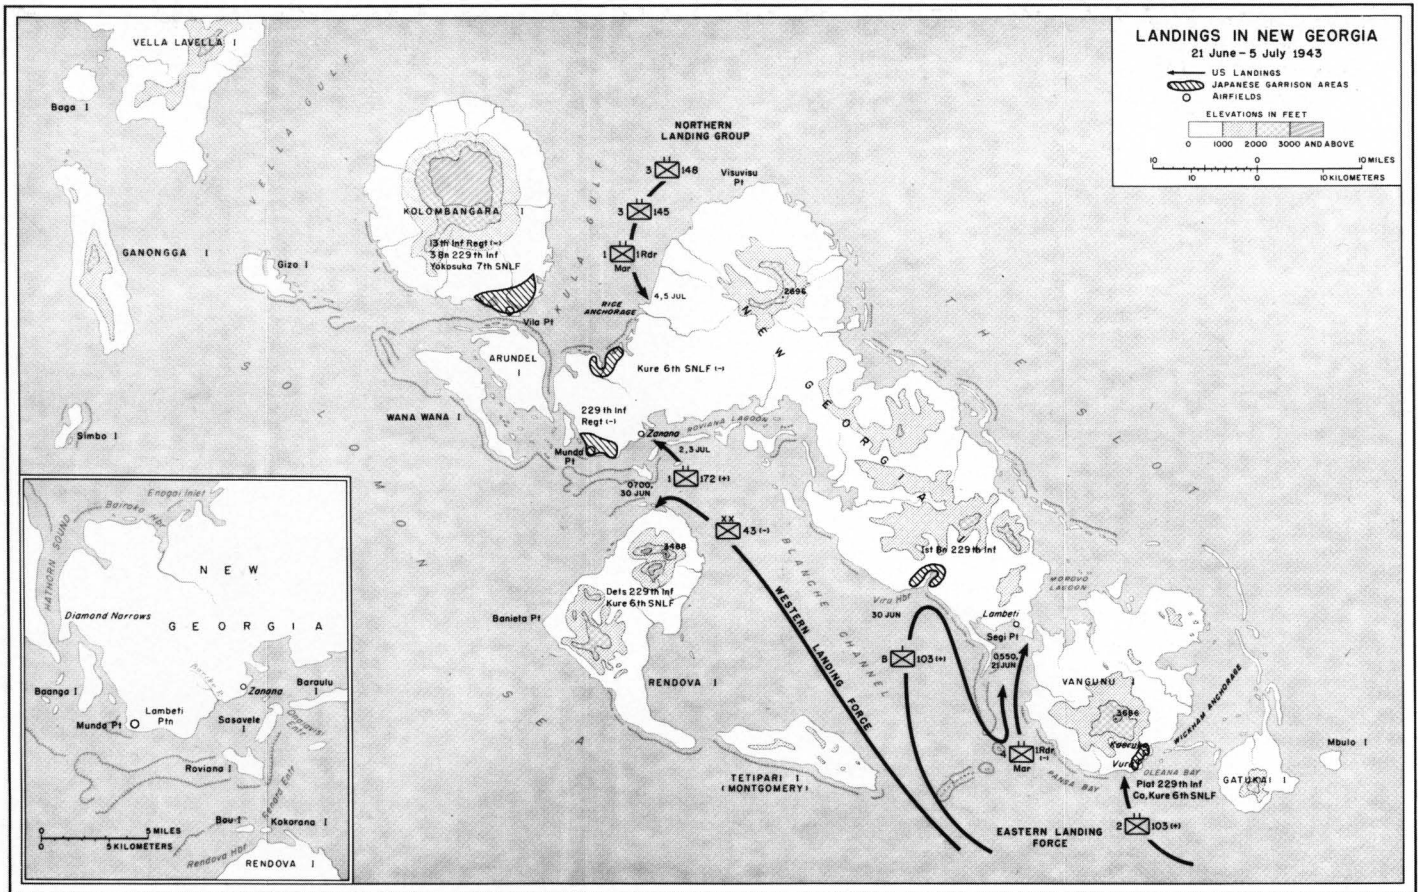 LANDINGS IN NEW GEORGIA
21 June – 5 July 1943
US LANDINGS
JAPANESE GARRISON AREAS
AIRFIELDS
ELEVATIONS IN FEET
0 1000 2000 3000 AND ABOVE
10 0 10 MILES
10 0 10 KILOMETERS
VELLA LAVELLA I
Baga I
VELLA GULF
GANONGGA I
Gizo I
Simbo I
KOLOMBANGARA I
13th Inf Regt (-)
3 Bn 229th Inf
Yokosuka 7th SNLF
Vila Pt
KULA GULF
NORTHERN
LANDING GROUP
3 148
3 145
1 1Rdr
Mar
4,5 JUL
Visuvisu
Pt
RICE
ANCHORAGE
2696
NEW GEORGIA
THE SLOT
ARUNDEL
I
WANA WANA I
Kure 6th SNLF (-)
229th Inf
Regt (-)
Munda
Pt
Zanana
ROVIANA LAGOON
2,3 JUL
1 172 (+)
0700,
30 JUN
XX
43 (-)
SOLOMON SEA
3488
Dets 229th Inf
Kure 6th SNLF
Banieta Pt
RENDOVA I
BLANCHE CHANNEL
WESTERN LANDING FORCE
TETIPARI I
(MONTGOMERY)
1st Bn 229th Inf
Viru Hbr
30 JUN
B 103 (+)
Lambeti
Segi Pt
0550,
21 JUN
MOROVO
LAGOON
VANGUNU I
3686
Kaeruka
Vura
WICKHAM ANCHORAGE
4 1Rdr
(-)
Mar
PANGA BAY
OLEANA BAY
Plat 229th Inf
Co, Kure 6th SNLF
GATUKAI I
Mbulo I
EASTERN LANDING
FORCE
2 103 (+)
Enogai Inlet
Bairoko Hbr
HATHORN SOUND
NEW
GEORGIA
Diamond Narrows
Baanga I
Zanana
Baraulu
I
Lambeti
Ptn
Munda Pt
Sasavele
I
Roviana I
Bau I
Kokorana I
Rendova Hbr
RENDOVA I
0 5 MILES
0 5 KILOMETERS